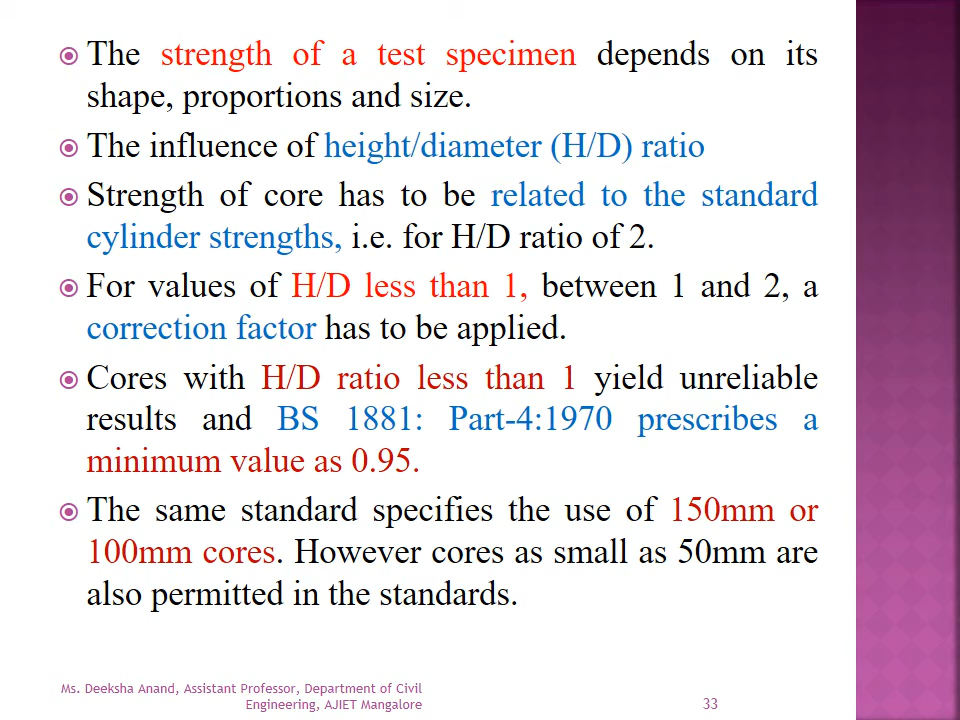 The strength of a test specimen depends on its
shape, proportions and size.
The influence of height/diameter (H/D) ratio
Strength of core has to be related to the standard
cylinder strengths, i.e. for H/D ratio of 2.
For values of H/D less than 1, between 1 and 2, a
correction factor has to be applied.
Cores with H/D ratio less than 1 yield unreliable
results and BS 1881: Part-4:1970 prescribes a
minimum value as 0.95.
The same standard specifies the use of 150mm or
100mm cores. However cores as small as 50mm are
also permitted in the standards.
Ms. Deeksha Anand, Assistant Professor, Department of Civil
Engineering, AJIET Mangalore
33